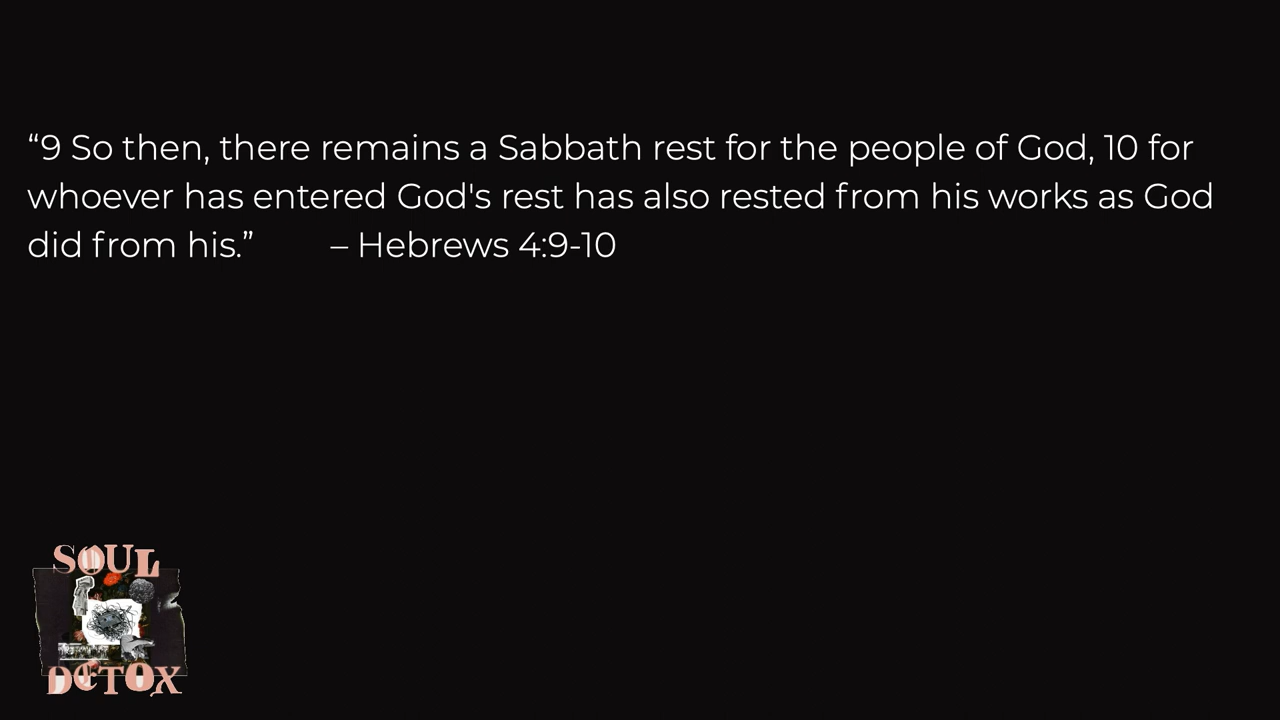 “9 So then, there remains a Sabbath rest for the people of God, 10 for
whoever has entered God's rest has also rested from his works as God
did from his.” – Hebrews 4:9-10
SOUL
DETOX